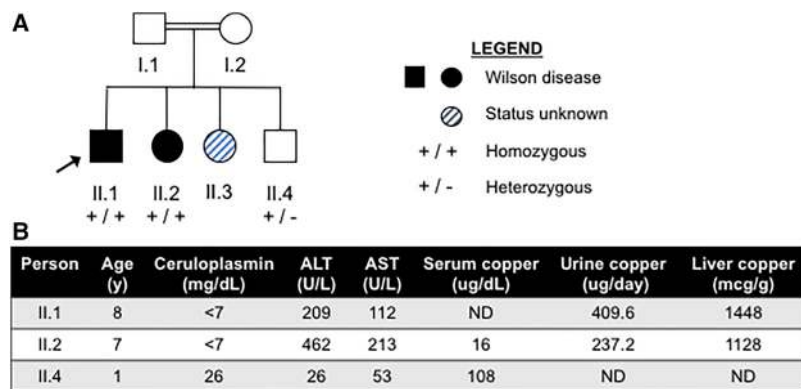 A
I.1 I.2
II.1 II.2 II.3 II.4
+ / + + / + + / -
LEGEND
Wilson disease
Status unknown
+ / + Homozygous
+ / - Heterozygous
B
Person Age (y) Ceruloplasmin (mg/dL) ALT (U/L) AST (U/L) Serum copper (ug/dL) Urine copper (ug/day) Liver copper (mcg/g)
II.1 8 <7 209 112 ND 409.6 1448
II.2 7 <7 462 213 16 237.2 1128
II.4 1 26 26 53 108 ND ND